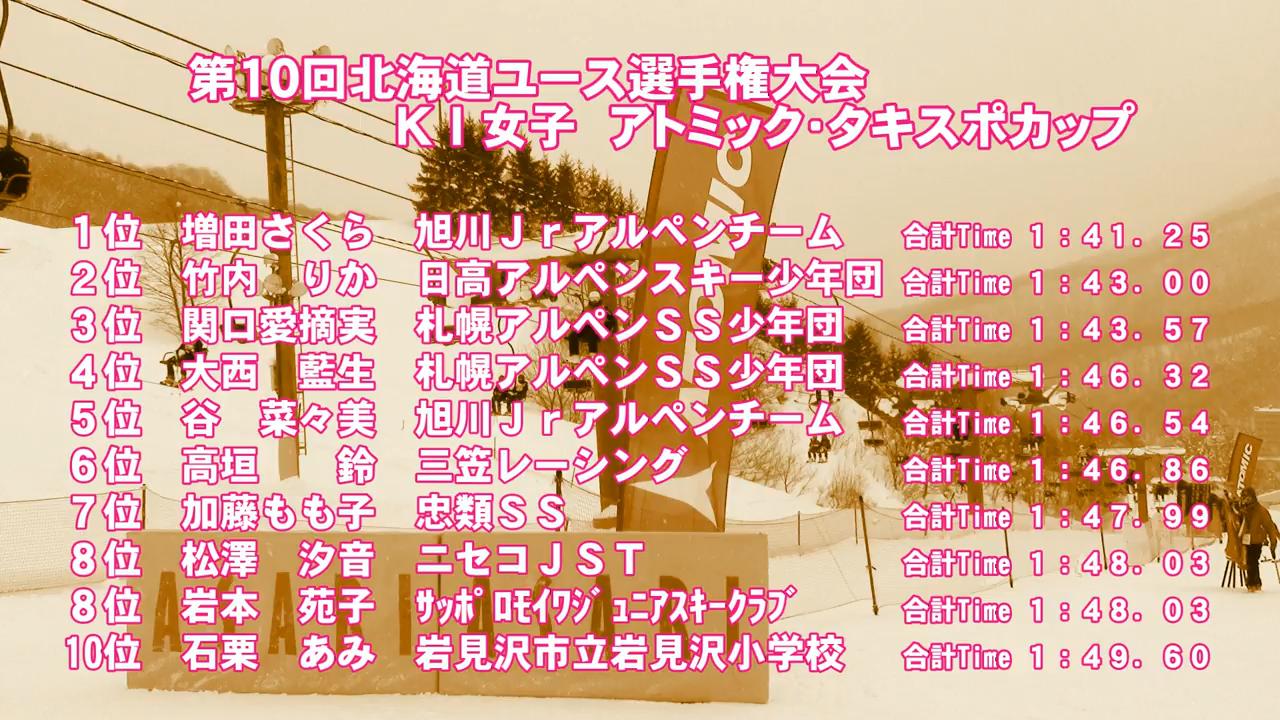 第10回北海道ユース選手権大会
ＫＩ女子　アトミック・タキスポカップ
１位　増田さくら　旭川Ｊｒアルペンチーム　合計Time １：４１．２５
２位　竹内　りか　日高アルペンスキー少年団　合計Time １：４３．００
３位　関口愛摘実　札幌アルペンＳＳ少年団　合計Time １：４３．５７
４位　大西　藍生　札幌アルペンＳＳ少年団　合計Time １：４６．３２
５位　谷　菜々美　旭川Ｊｒアルペンチーム　合計Time １：４６．５４
６位　高垣　　鈴　三笠レーシング　合計Time １：４６．８６
７位　加藤もも子　忠類ＳＳ　合計Time １：４７．９９
８位　松澤　汐音　ニセコＪＳＴ　合計Time １：４８．０３
８位　岩本　苑子　ｻｯﾎﾟﾛﾓｲﾜｼﾞｭﾆｱｽｷｰｸﾗﾌﾞ　合計Time １：４８．０３
10位　石栗　あみ　岩見沢市立岩見沢小学校　合計Time １：４９．６０
ATOMIC
ATOMIC
ASARI ASARI